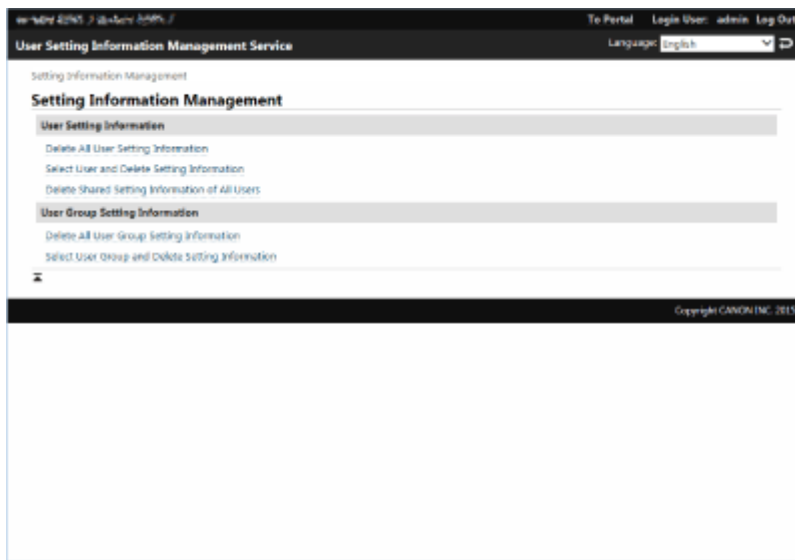 To Portal Login User: admin Log Out
User Setting Information Management Service
Language: English
Setting Information Management
Setting Information Management
User Setting Information
Delete All User Setting Information
Select User and Delete Setting Information
Delete Shared Setting Information of All Users
User Group Setting Information
Delete All User Group Setting Information
Select User Group and Delete Setting Information
Copyright CANON INC. 2015